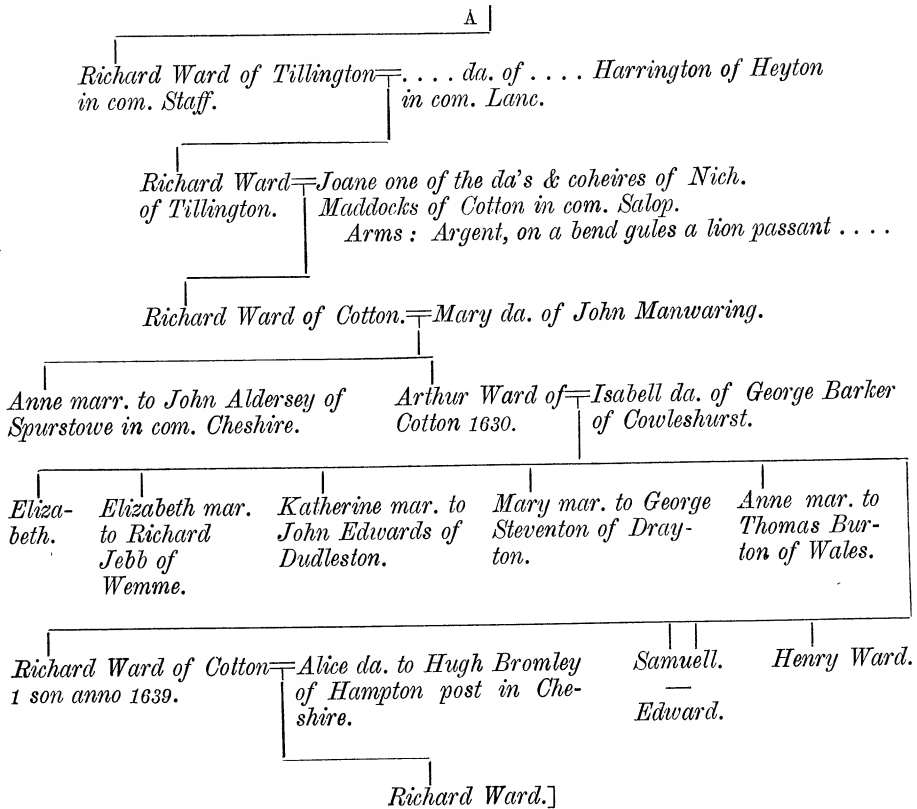 A
Richard Ward of Tillington=.... da. of .... Harrington of Heyton
in com. Staff. in com. Lanc.
Richard Ward=Joane one of the da's & coheires of Nich.
of Tillington. Maddocks of Cotton in com. Salop.
Arms : Argent, on a bend gules a lion passant ....
Richard Ward of Cotton.=Mary da. of John Manwaring.
Anne marr. to John Aldersey of
Spurstowe in com. Cheshire.
Arthur Ward of=Isabell da. of George Barker
Cotton 1630. of Cowleshurst.
Eliza-
beth.
Elizabeth mar.
to Richard
Jebb of
Wemme.
Katherine mar. to
John Edwards of
Dudleston.
Mary mar. to George
Steventon of Dray-
ton.
Anne mar. to
Thomas Bur-
ton of Wales.
Richard Ward of Cotton=Alice da. to Hugh Bromley
1 son anno 1639. of Hampton post in Che-
shire.
Samuell.
—
Edward.
Henry Ward.
Richard Ward.]